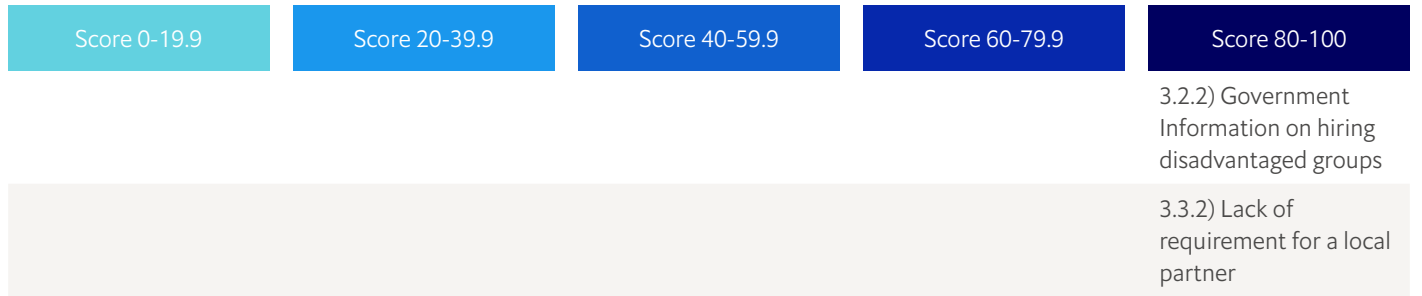 Score 0-19.9
Score 20-39.9
Score 40-59.9
Score 60-79.9
Score 80-100
3.2.2) Government
Information on hiring
disadvantaged groups
3.3.2) Lack of
requirement for a local
partner